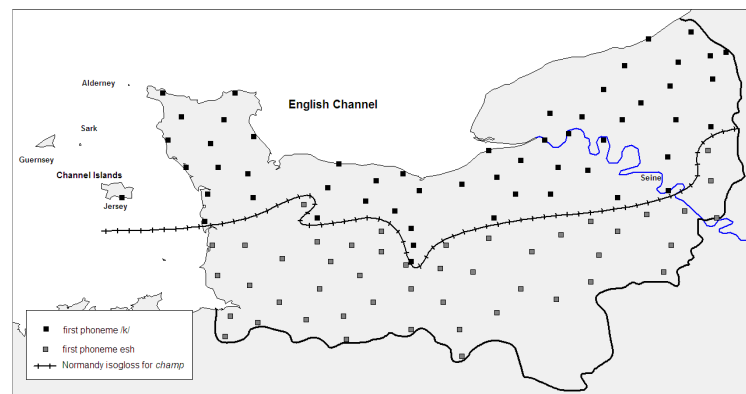 Alderney
English Channel
Sark
Guernsey
Channel Islands
Jersey
Seine
first phoneme /k/
first phoneme esh
Normandy isogloss for champ